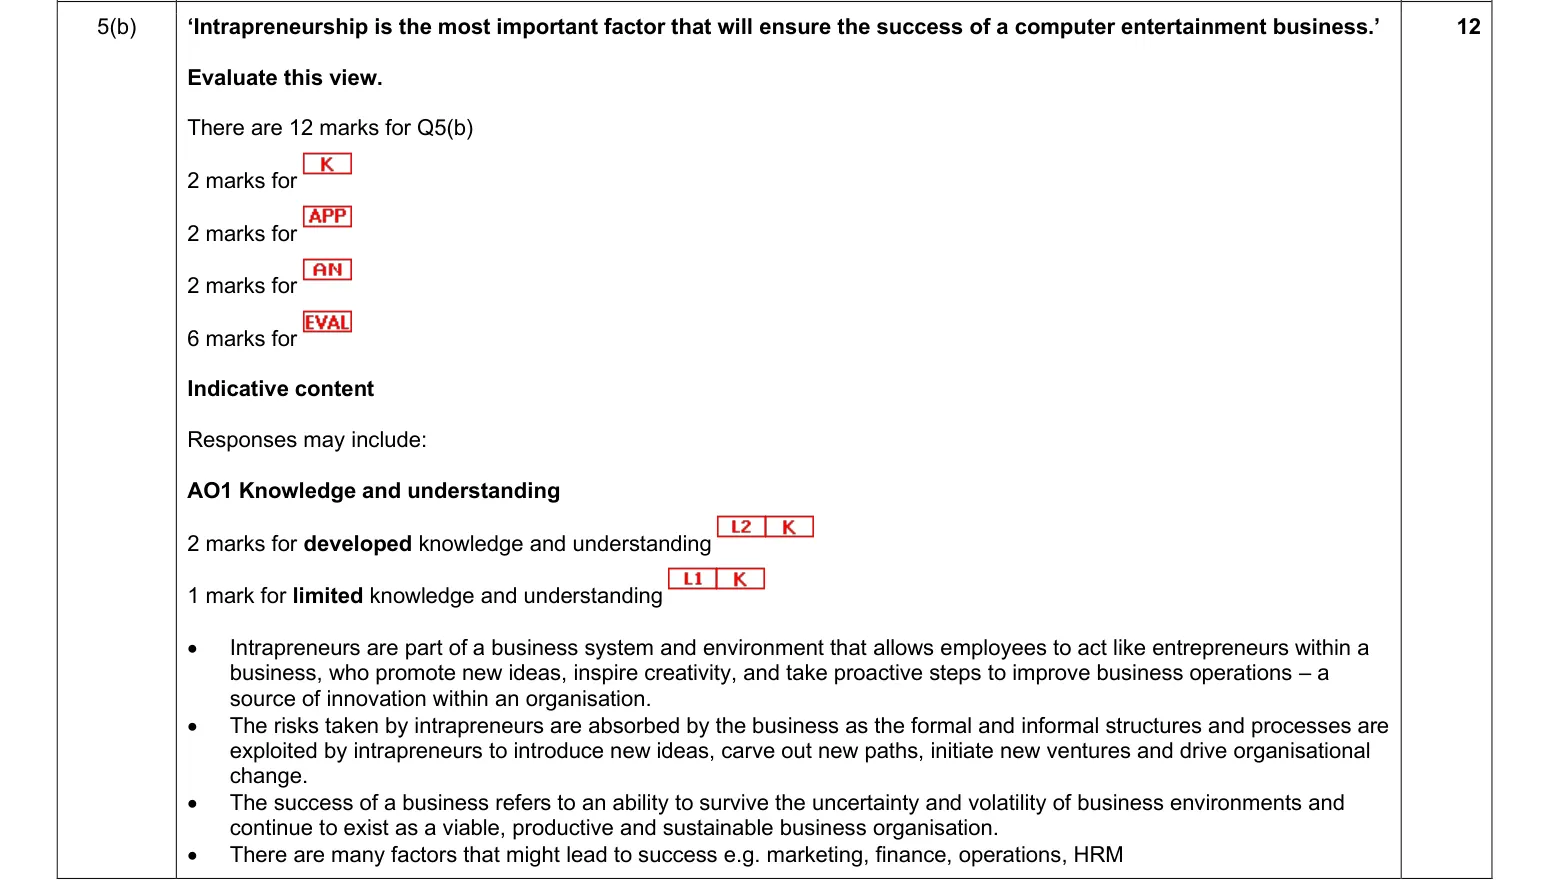 5(b) ‘Intrapreneurship is the most important factor that will ensure the success of a computer entertainment business.’ 12
Evaluate this view.
There are 12 marks for Q5(b)
2 marks for K
2 marks for APP
2 marks for AN
6 marks for EVAL
Indicative content
Responses may include:
AO1 Knowledge and understanding
2 marks for developed knowledge and understanding L2 K
1 mark for limited knowledge and understanding L1 K
• Intrapreneurs are part of a business system and environment that allows employees to act like entrepreneurs within a
business, who promote new ideas, inspire creativity, and take proactive steps to improve business operations – a
source of innovation within an organisation.
• The risks taken by intrapreneurs are absorbed by the business as the formal and informal structures and processes are
exploited by intrapreneurs to introduce new ideas, carve out new paths, initiate new ventures and drive organisational
change.
• The success of a business refers to an ability to survive the uncertainty and volatility of business environments and
continue to exist as a viable, productive and sustainable business organisation.
• There are many factors that might lead to success e.g. marketing, finance, operations, HRM